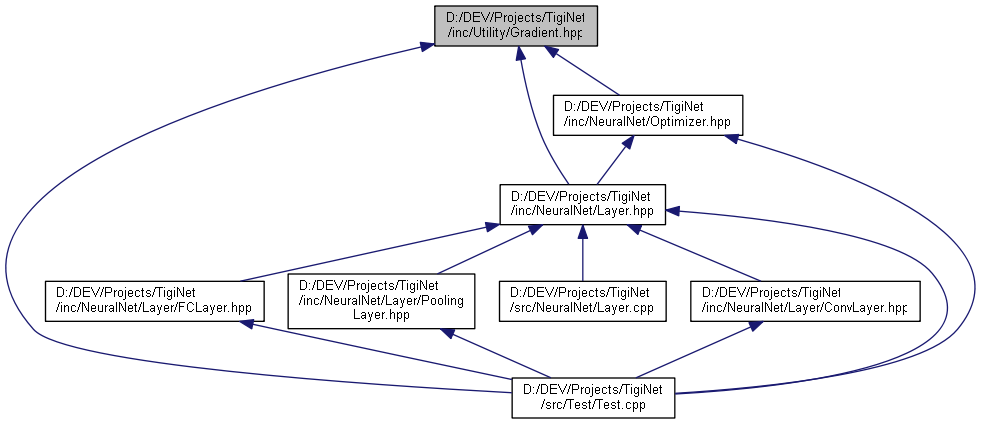 D:/DEV/Projects/TigiNet
/inc/Utility/Gradient.hpp
D:/DEV/Projects/TigiNet
/inc/NeuralNet/Optimizer.hpp
D:/DEV/Projects/TigiNet
/inc/NeuralNet/Layer.hpp
D:/DEV/Projects/TigiNet
/inc/NeuralNet/Layer/FCLayer.hpp
D:/DEV/Projects/TigiNet
/inc/NeuralNet/Layer/Pooling
Layer.hpp
D:/DEV/Projects/TigiNet
/src/NeuralNet/Layer.cpp
D:/DEV/Projects/TigiNet
/inc/NeuralNet/Layer/ConvLayer.hpp
D:/DEV/Projects/TigiNet
/src/Test/Test.cpp